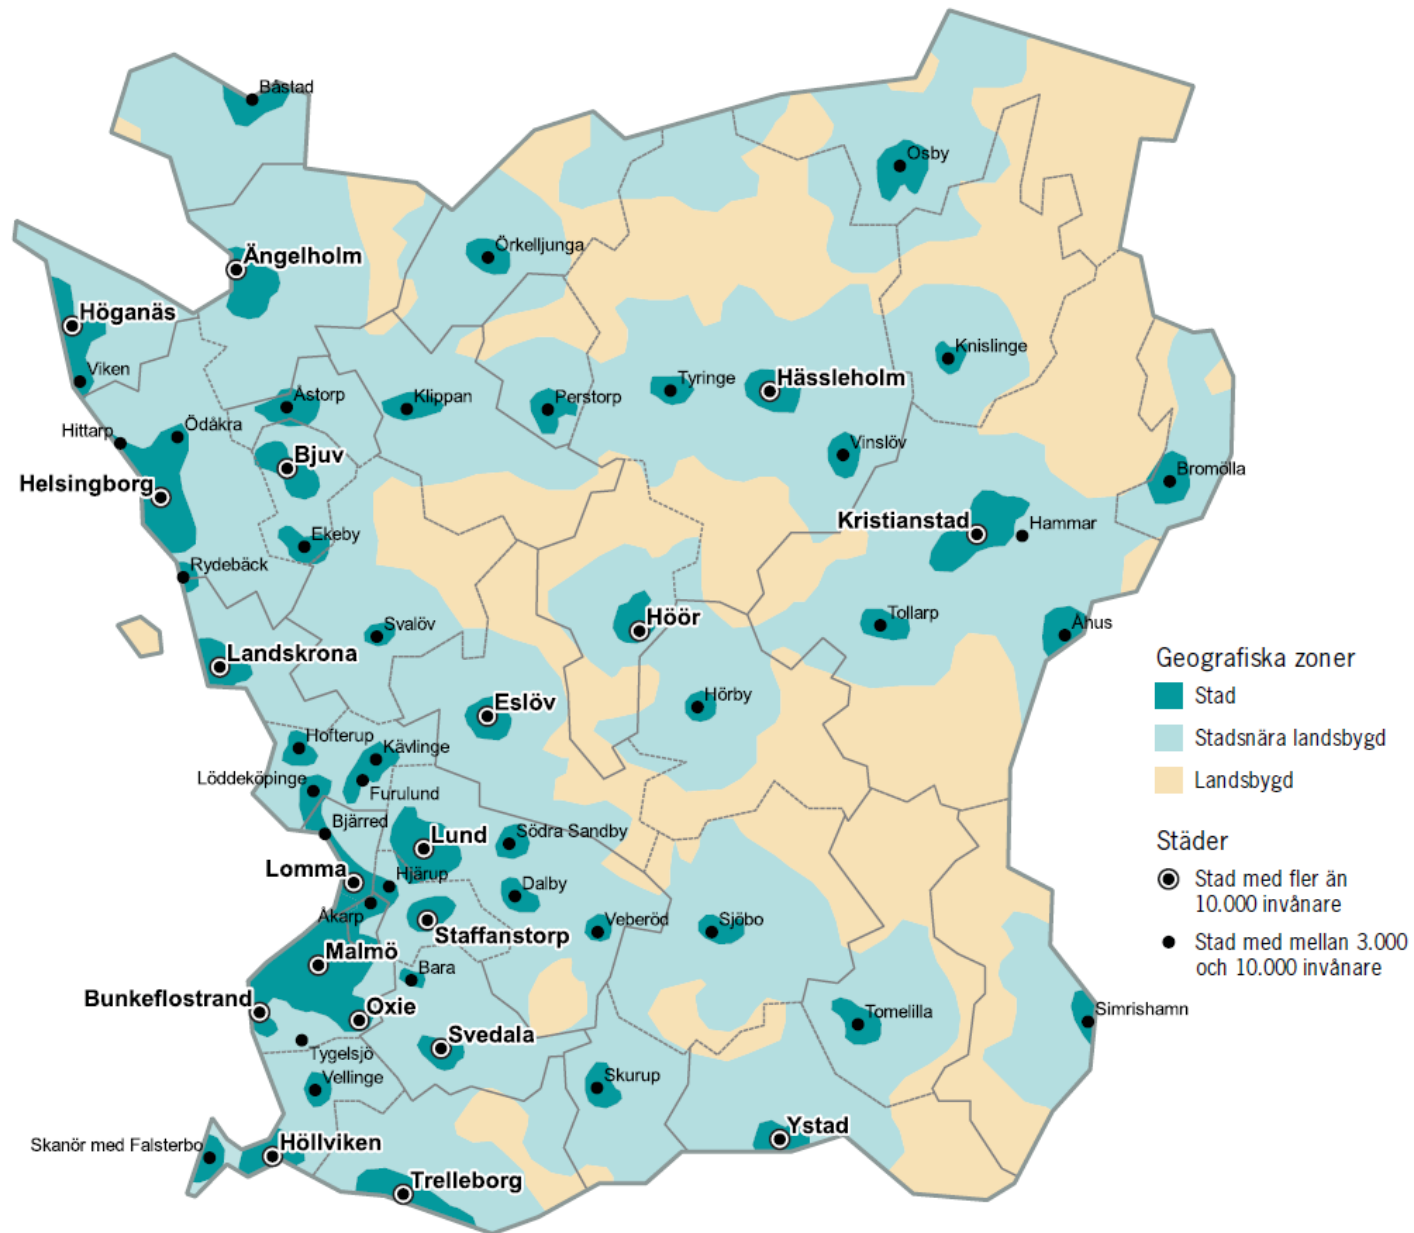 Båstad
Osby
Örkelljunga
Ängelholm
Höganäs
Knislinge
Viken
Tyringe
Hässleholm
Åstorp
Klippan
Perstorp
Hittarp
Ödåkra
Vinslöv
Bjuv
Bromölla
Helsingborg
Kristianstad
Hammar
Ekeby
Rydebäck
Höör
Tollarp
Åhus
Svalöv
Landskrona
Hörby
Eslöv
Hofterup
Kävlinge
Löddeköpinge
Furulund
Bjärred
Lund
Södra Sandby
Lomma
Hjärup
Dalby
Åkarp
Veberöd
Sjöbo
Staffanstorp
Malmö
Bara
Bunkeflostrand
Oxie
Tomelilla
Simrishamn
Svedala
Tygelsjö
Vellinge
Skurup
Ystad
Skanör med Falsterbo
Höllviken
Trelleborg
Geografiska zoner
Stad
Stadsnära landsbygd
Landsbygd
Städer
Stad med fler än
10.000 invånare
Stad med mellan 3.000
och 10.000 invånare